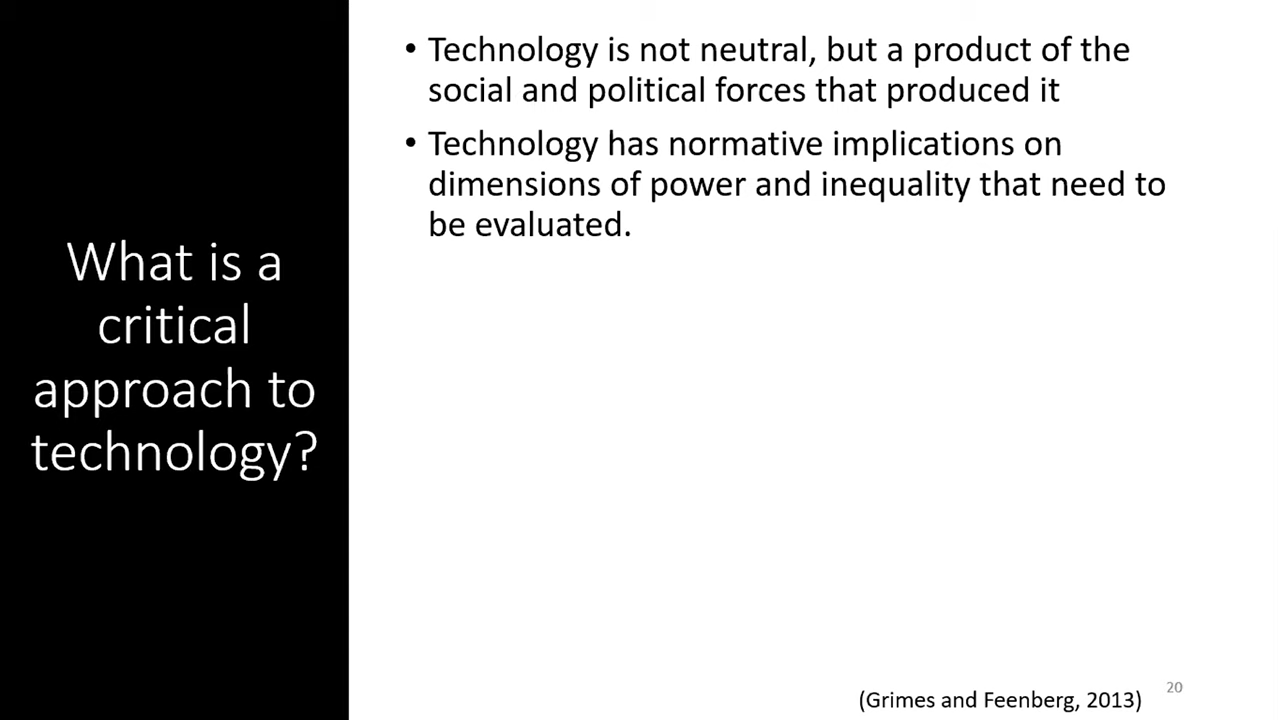 What is a
critical
approach to
technology?
• Technology is not neutral, but a product of the
social and political forces that produced it
• Technology has normative implications on
dimensions of power and inequality that need to
be evaluated.
(Grimes and Feenberg, 2013)
20